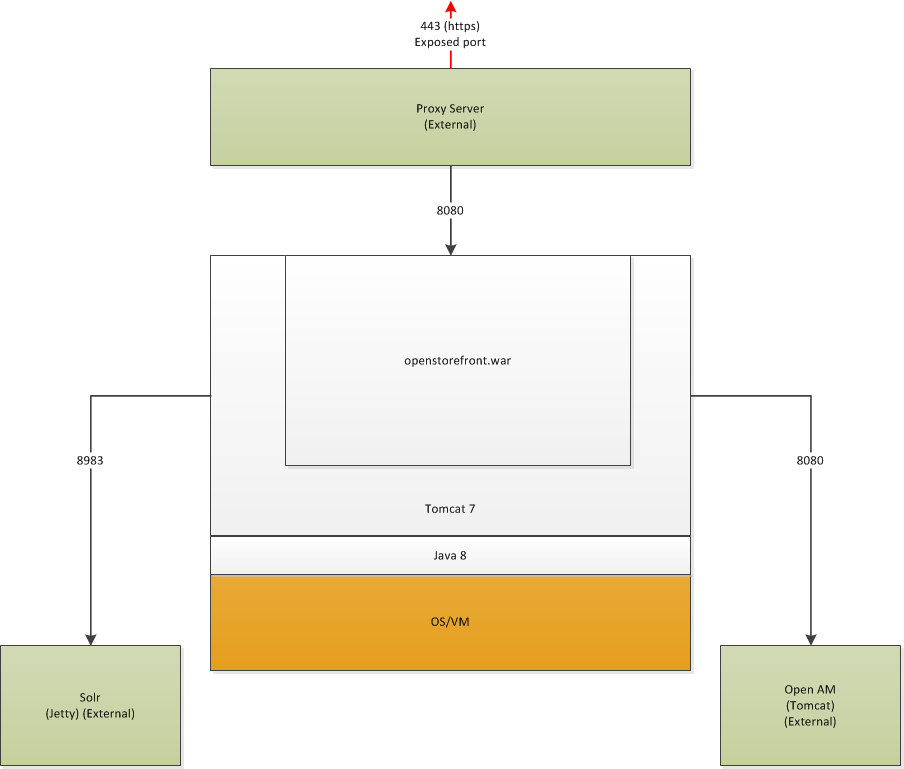 443 (https)
Exposed port
Proxy Server
(External)
8080
openstorefront.war
8983
8080
Tomcat 7
Java 8
OS/VM
Solr
(Jetty) (External)
Open AM
(Tomcat)
(External)